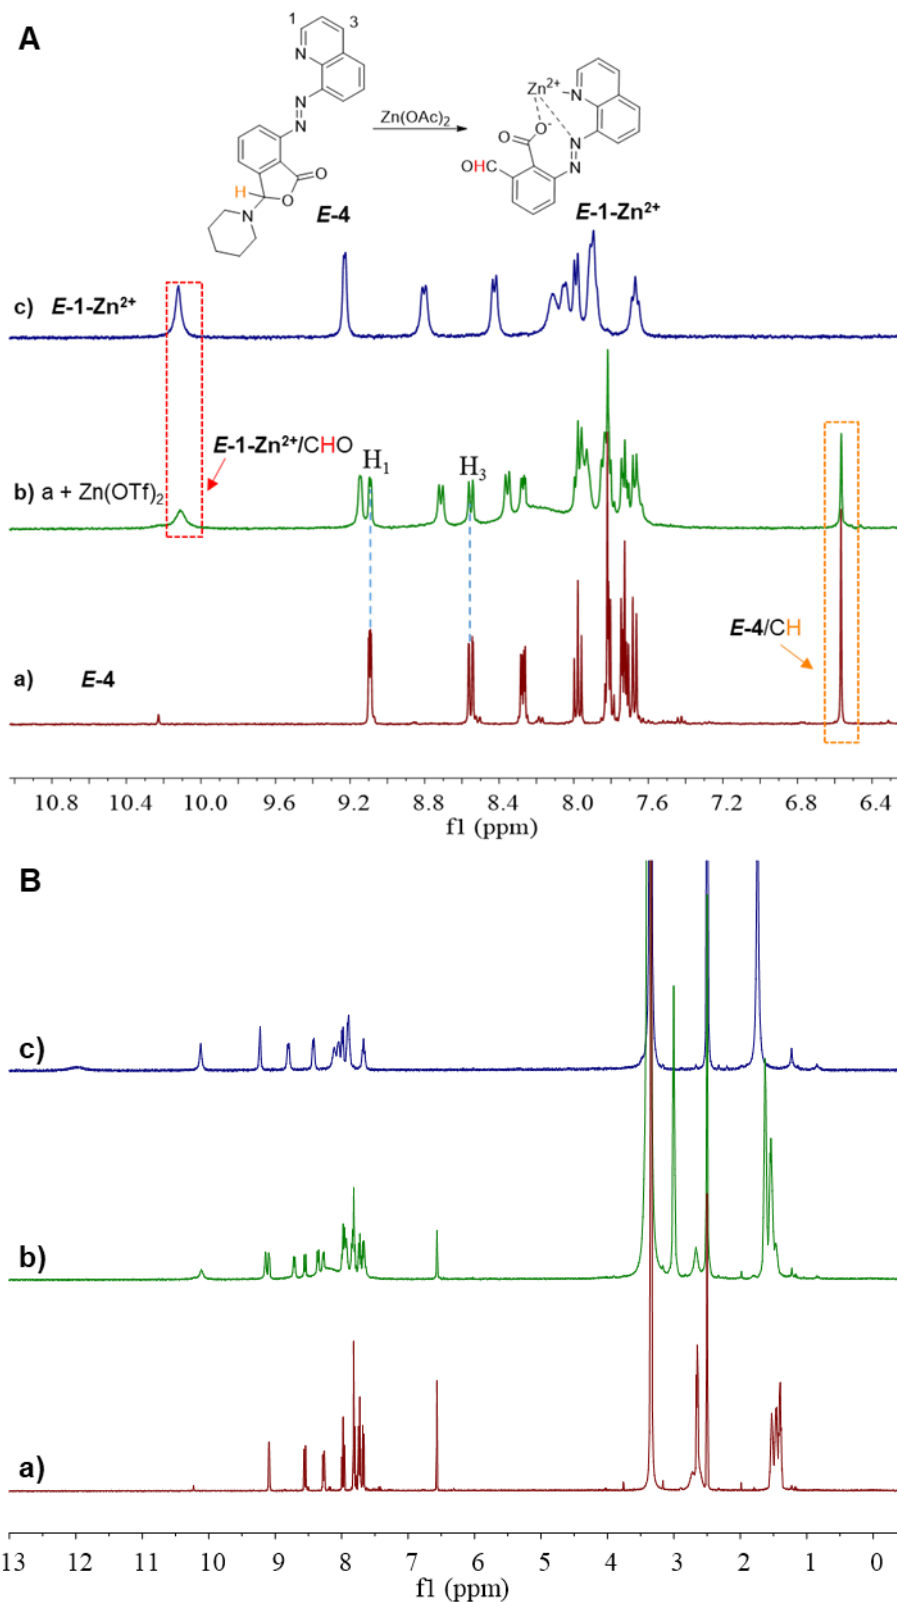 A
1 3
N
N
N
Zn(OAc)2
H
O
O
N
E-4
Zn2+
N
O
O-
N
OHC
N
E-1-Zn2+
c) E-1-Zn2+
E-1-Zn2+/CHO
H1
H3
b) a + Zn(OTf)2
E-4/CH
a) E-4
10.8 10.4 10.0 9.6 9.2 8.8 8.4 8.0 7.6 7.2 6.8 6.4
f1 (ppm)
B
c)
b)
a)
13 12 11 10 9 8 7 6 5 4 3 2 1 0
f1 (ppm)